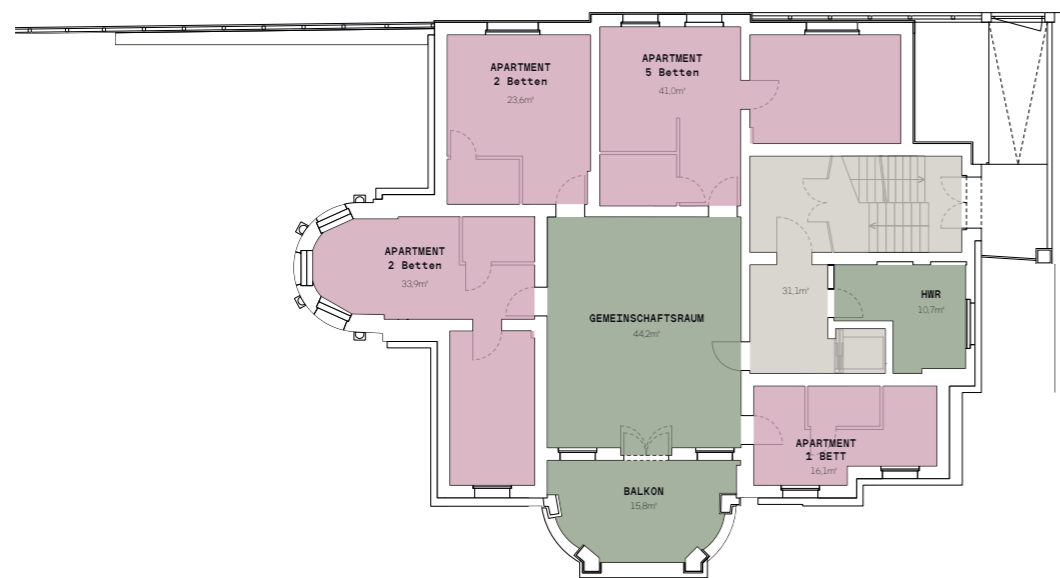 APARTMENT
2 Betten
23,6m²
APARTMENT
5 Betten
41,0m²
APARTMENT
2 Betten
33,9m²
31,1m²
HWR
10,7m²
GEMEINSCHAFTSRAUM
44,2m²
APARTMENT
1 BETT
16,1m²
BALKON
15,8m²